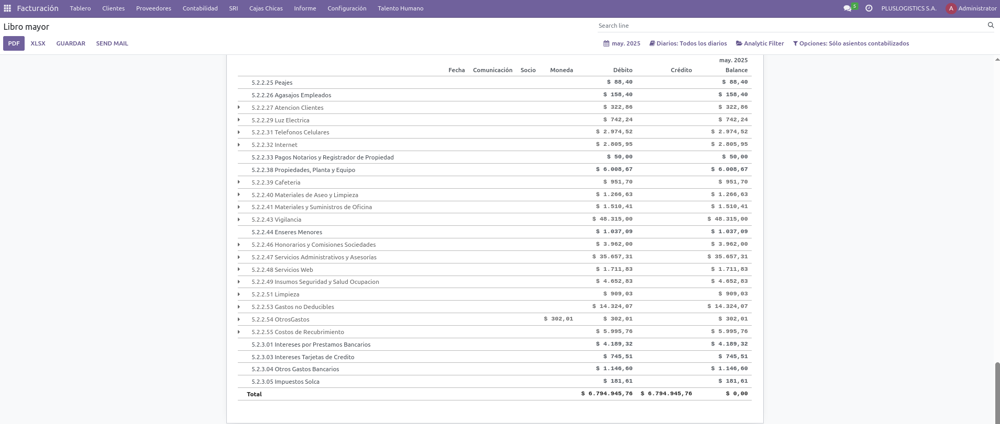 Facturación Tablero Clientes Proveedores Contabilidad SRI Cajas Chicas Informe Configuración Talento Humano 5 PLUSLOGISTICS S.A. A Administrator
Libro mayor Search line
PDF XLSX GUARDAR SEND MAIL may. 2025 Diarios: Todos los diarios Analytic Filter Opciones: Sólo asientos contabilizados
may. 2025
Fecha Comunicación Socio Moneda Débito Crédito Balance
5.2.2.25 Peajes $ 88,40 $ 88,40
5.2.2.26 Agasajos Empleados $ 158,40 $ 158,40
5.2.2.27 Atencion Clientes $ 322,86 $ 322,86
5.2.2.29 Luz Electrica $ 742,24 $ 742,24
5.2.2.31 Telefonos Celulares $ 2.974,52 $ 2.974,52
5.2.2.32 Internet $ 2.805,95 $ 2.805,95
5.2.2.33 Pagos Notarios y Registrador de Propiedad $ 50,00 $ 50,00
5.2.2.38 Propiedades, Planta y Equipo $ 6.008,67 $ 6.008,67
5.2.2.39 Cafeteria $ 951,70 $ 951,70
5.2.2.40 Materiales de Aseo y Limpieza $ 1.266,63 $ 1.266,63
5.2.2.41 Materiales y Suministros de Oficina $ 1.510,41 $ 1.510,41
5.2.2.43 Vigilancia $ 48.315,00 $ 48.315,00
5.2.2.44 Enseres Menores $ 1.037,09 $ 1.037,09
5.2.2.46 Honorarios y Comisiones Sociedades $ 3.962,00 $ 3.962,00
5.2.2.47 Servicios Administrativos y Asesorías $ 35.657,31 $ 35.657,31
5.2.2.48 Servicios Web $ 1.711,83 $ 1.711,83
5.2.2.49 Insumos Seguridad y Salud Ocupacion $ 4.652,83 $ 4.652,83
5.2.2.51 Limpieza $ 909,03 $ 909,03
5.2.2.53 Gastos no Deducibles $ 14.324,07 $ 14.324,07
5.2.2.54 OtrosGastos $ 302,01 $ 302,01 $ 302,01
5.2.2.55 Costos de Recubrimiento $ 5.995,76 $ 5.995,76
5.2.3.01 Intereses por Prestamos Bancarios $ 4.189,32 $ 4.189,32
5.2.3.03 Intereses Tarjetas de Credito $ 745,51 $ 745,51
5.2.3.04 Otros Gastos Bancarios $ 1.146,60 $ 1.146,60
5.2.3.05 Impuestos Solca $ 181,61 $ 181,61
Total $ 6.794.945,76 $ 6.794.945,76 $ 0,00